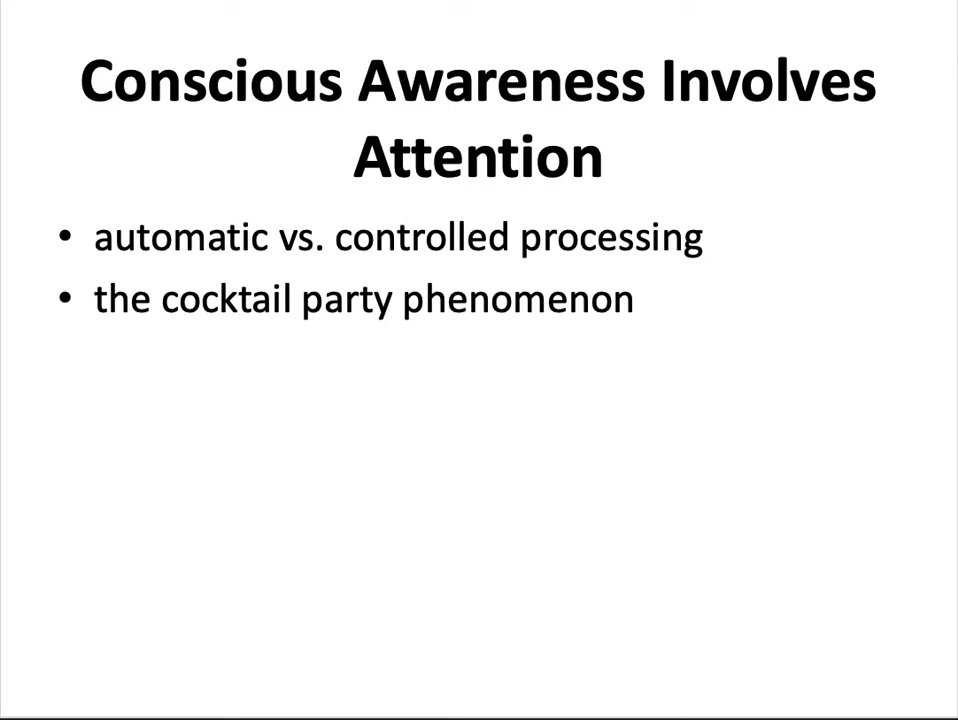 Conscious Awareness Involves
Attention
• automatic vs. controlled processing
• the cocktail party phenomenon